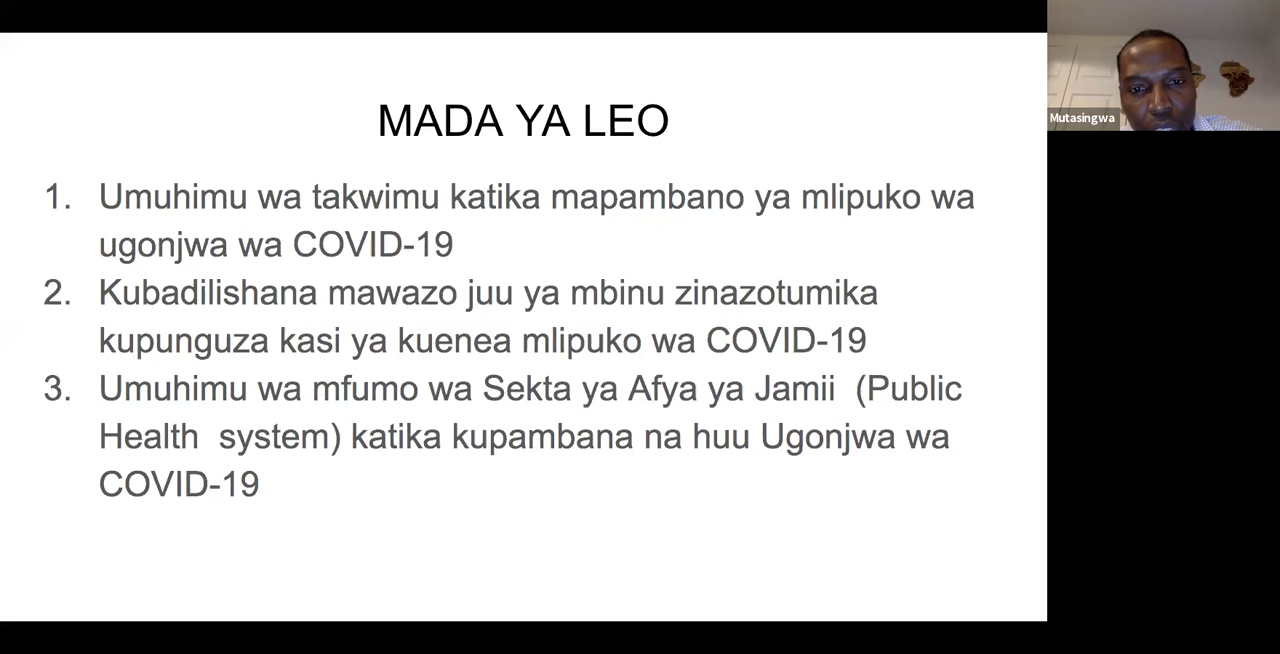 MADA YA LEO
1. Umuhimu wa takwimu katika mapambano ya mlipuko wa
ugonjwa wa COVID-19
2. Kubadilishana mawazo juu ya mbinu zinazotumika
kupunguza kasi ya kuenea mlipuko wa COVID-19
3. Umuhimu wa mfumo wa Sekta ya Afya ya Jamii (Public
Health system) katika kupambana na huu Ugonjwa wa
COVID-19
Mutasingwa